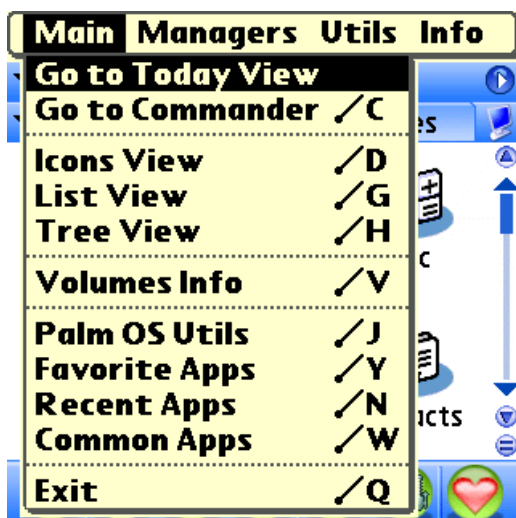 Main Managers Utils Info
Go to Today View
Go to Commander /C
Icons View /D
List View /G
Tree View /H
Volumes Info /V
Palm OS Utils /J
Favorite Apps /Y
Recent Apps /N
Common Apps /W
Exit /Q